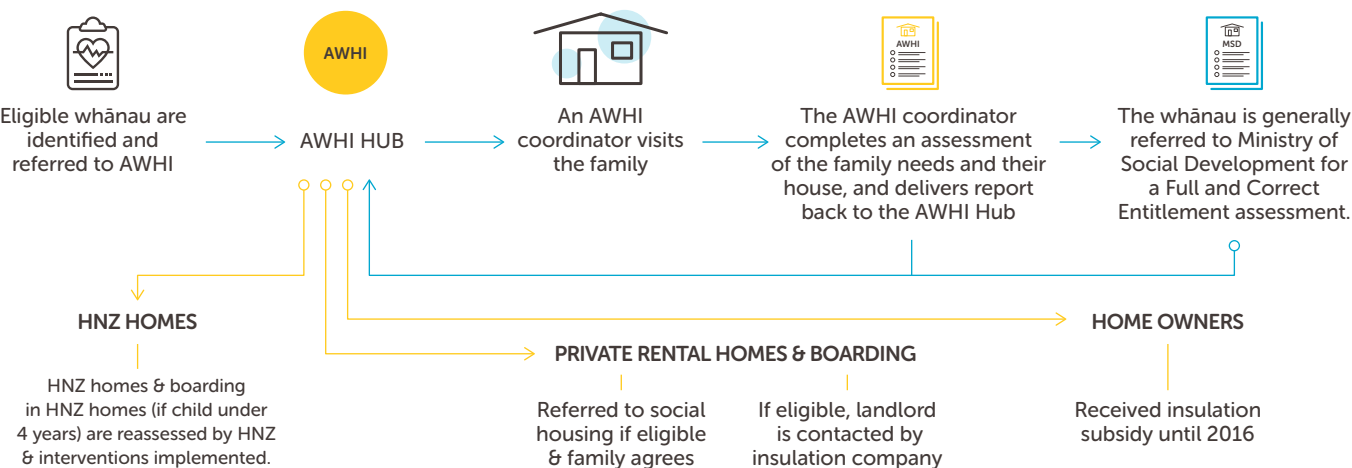 AWHI
AWHI
MSD
Eligible whānau are
identified and
referred to AWHI
AWHI HUB
An AWHI
coordinator visits
the family
The AWHI coordinator
completes an assessment
of the family needs and their
house, and delivers report
back to the AWHI Hub
The whānau is generally
referred to Ministry of
Social Development for
a Full and Correct
Entitlement assessment.
HNZ HOMES
HNZ homes & boarding
in HNZ homes (if child under
4 years) are reassessed by HNZ
& interventions implemented.
PRIVATE RENTAL HOMES & BOARDING
Referred to social
housing if eligible
& family agrees
If eligible, landlord
is contacted by
insulation company
HOME OWNERS
Received insulation
subsidy until 2016